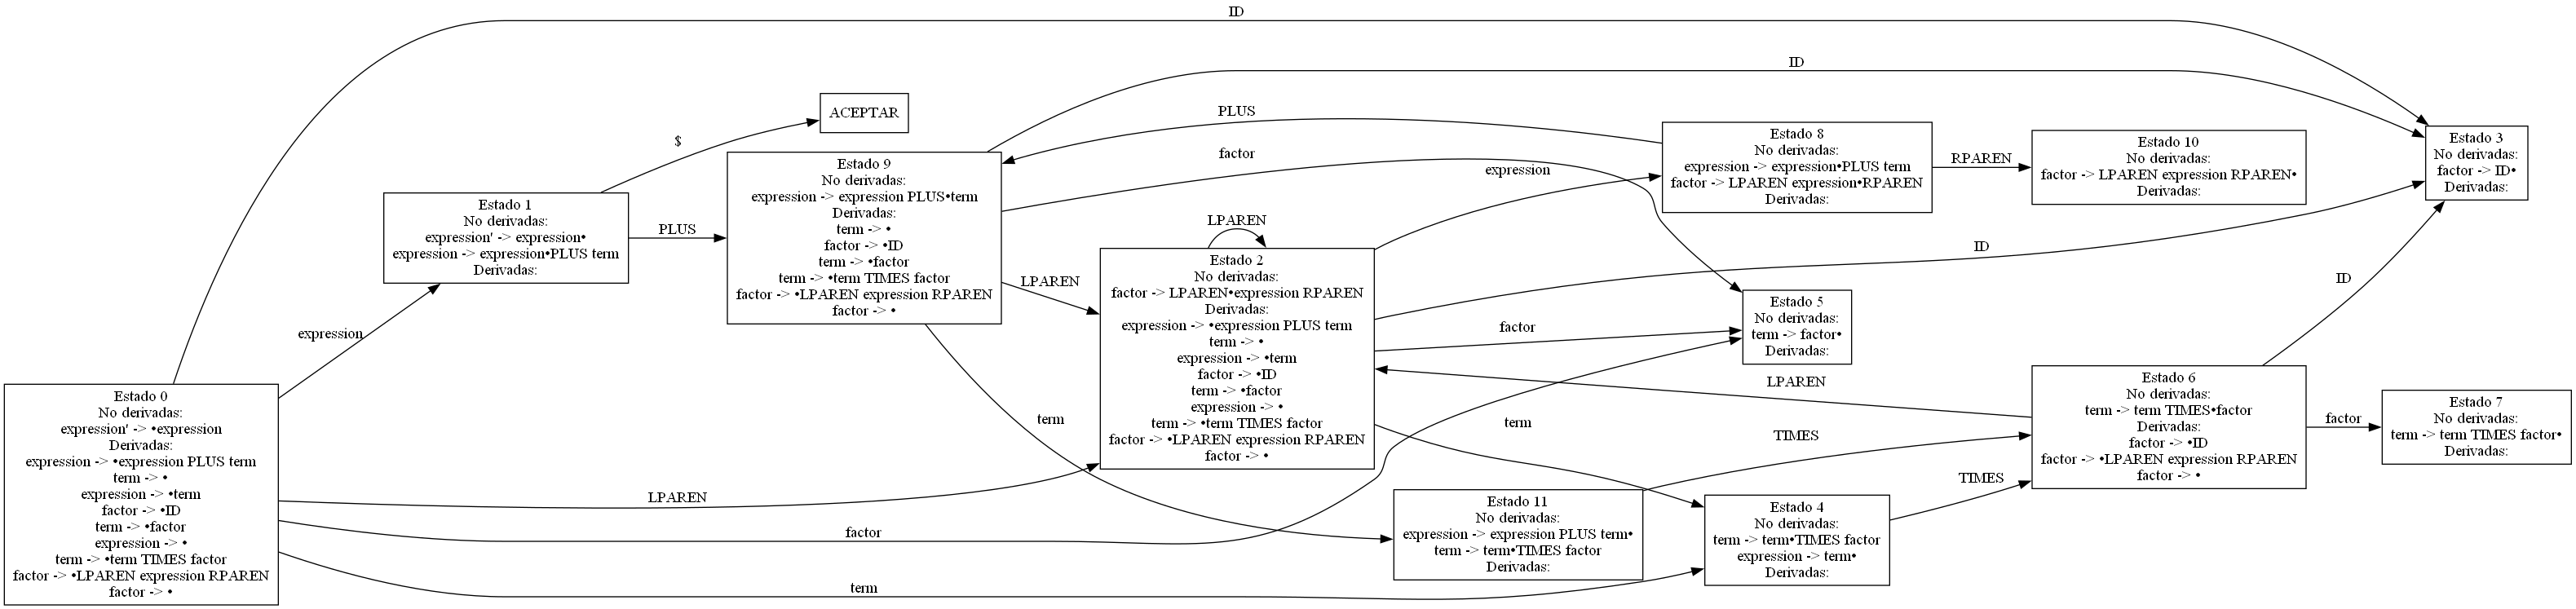 ID
ID
ACEPTAR
PLUS
$
Estado 8
No derivadas:
expression -> expression•PLUS term
factor -> LPAREN expression•RPAREN
Derivadas:
RPAREN
Estado 10
No derivadas:
factor -> LPAREN expression RPAREN•
Derivadas:
Estado 3
No derivadas:
factor -> ID•
Derivadas:
Estado 9
No derivadas:
expression -> expression PLUS•term
Derivadas:
term -> •
factor -> •ID
term -> •factor
term -> •term TIMES factor
factor -> •LPAREN expression RPAREN
factor -> •
factor
expression
Estado 1
No derivadas:
expression' -> expression•
expression -> expression•PLUS term
Derivadas:
PLUS
LPAREN
LPAREN
ID
Estado 2
No derivadas:
factor -> LPAREN•expression RPAREN
Derivadas:
expression -> •expression PLUS term
term -> •
expression -> •term
factor -> •ID
term -> •factor
expression -> •
term -> •term TIMES factor
factor -> •LPAREN expression RPAREN
factor -> •
ID
factor
Estado 5
No derivadas:
term -> factor•
Derivadas:
expression
LPAREN
Estado 6
No derivadas:
term -> term TIMES•factor
Derivadas:
factor -> •ID
factor -> •LPAREN expression RPAREN
factor -> •
factor
Estado 7
No derivadas:
term -> term TIMES factor•
Derivadas:
Estado 0
No derivadas:
expression' -> •expression
Derivadas:
expression -> •expression PLUS term
term -> •
expression -> •term
factor -> •ID
term -> •factor
expression -> •
term -> •term TIMES factor
factor -> •LPAREN expression RPAREN
factor -> •
term
term
TIMES
TIMES
LPAREN
factor
term
Estado 11
No derivadas:
expression -> expression PLUS term•
term -> term•TIMES factor
Derivadas:
Estado 4
No derivadas:
term -> term•TIMES factor
expression -> term•
Derivadas: